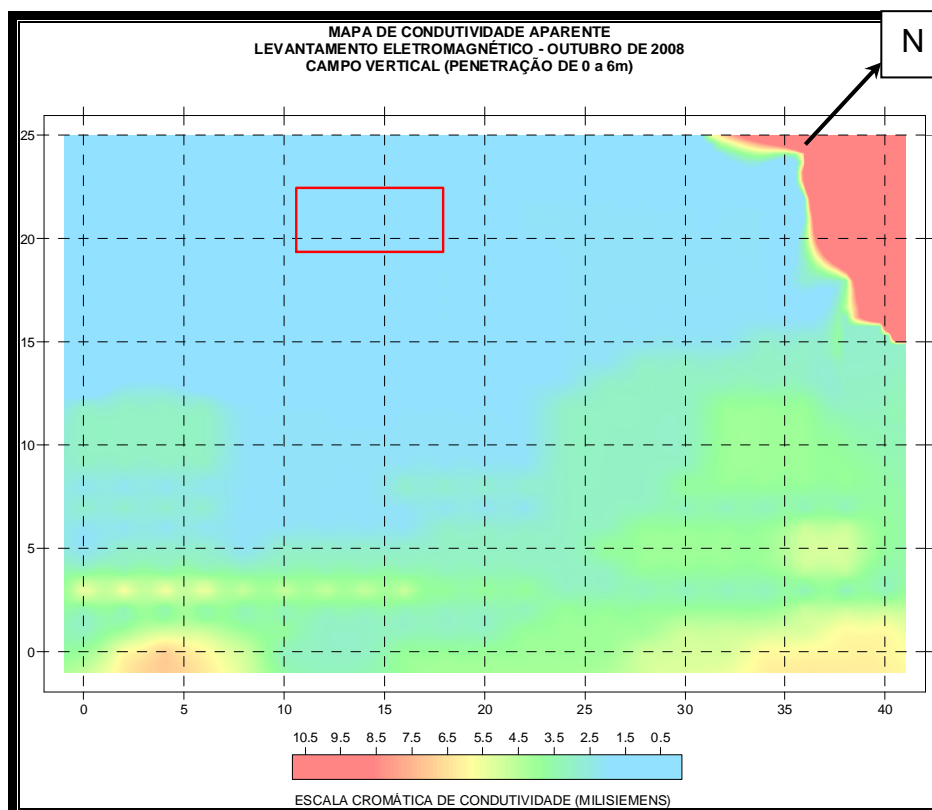 MAPA DE CONDUTIVIDADE APARENTE
LEVANTAMENTO ELETROMAGNÉTICO - OUTUBRO DE 2008
CAMPO VERTICAL (PENETRAÇÃO DE 0 a 6m)
N
25
20
15
10
5
0
0 5 10 15 20 25 30 35 40
10.5 9.5 8.5 7.5 6.5 5.5 4.5 3.5 2.5 1.5 0.5
ESCALA CROMÁTICA DE CONDUTIVIDADE (MILISIEMENS)